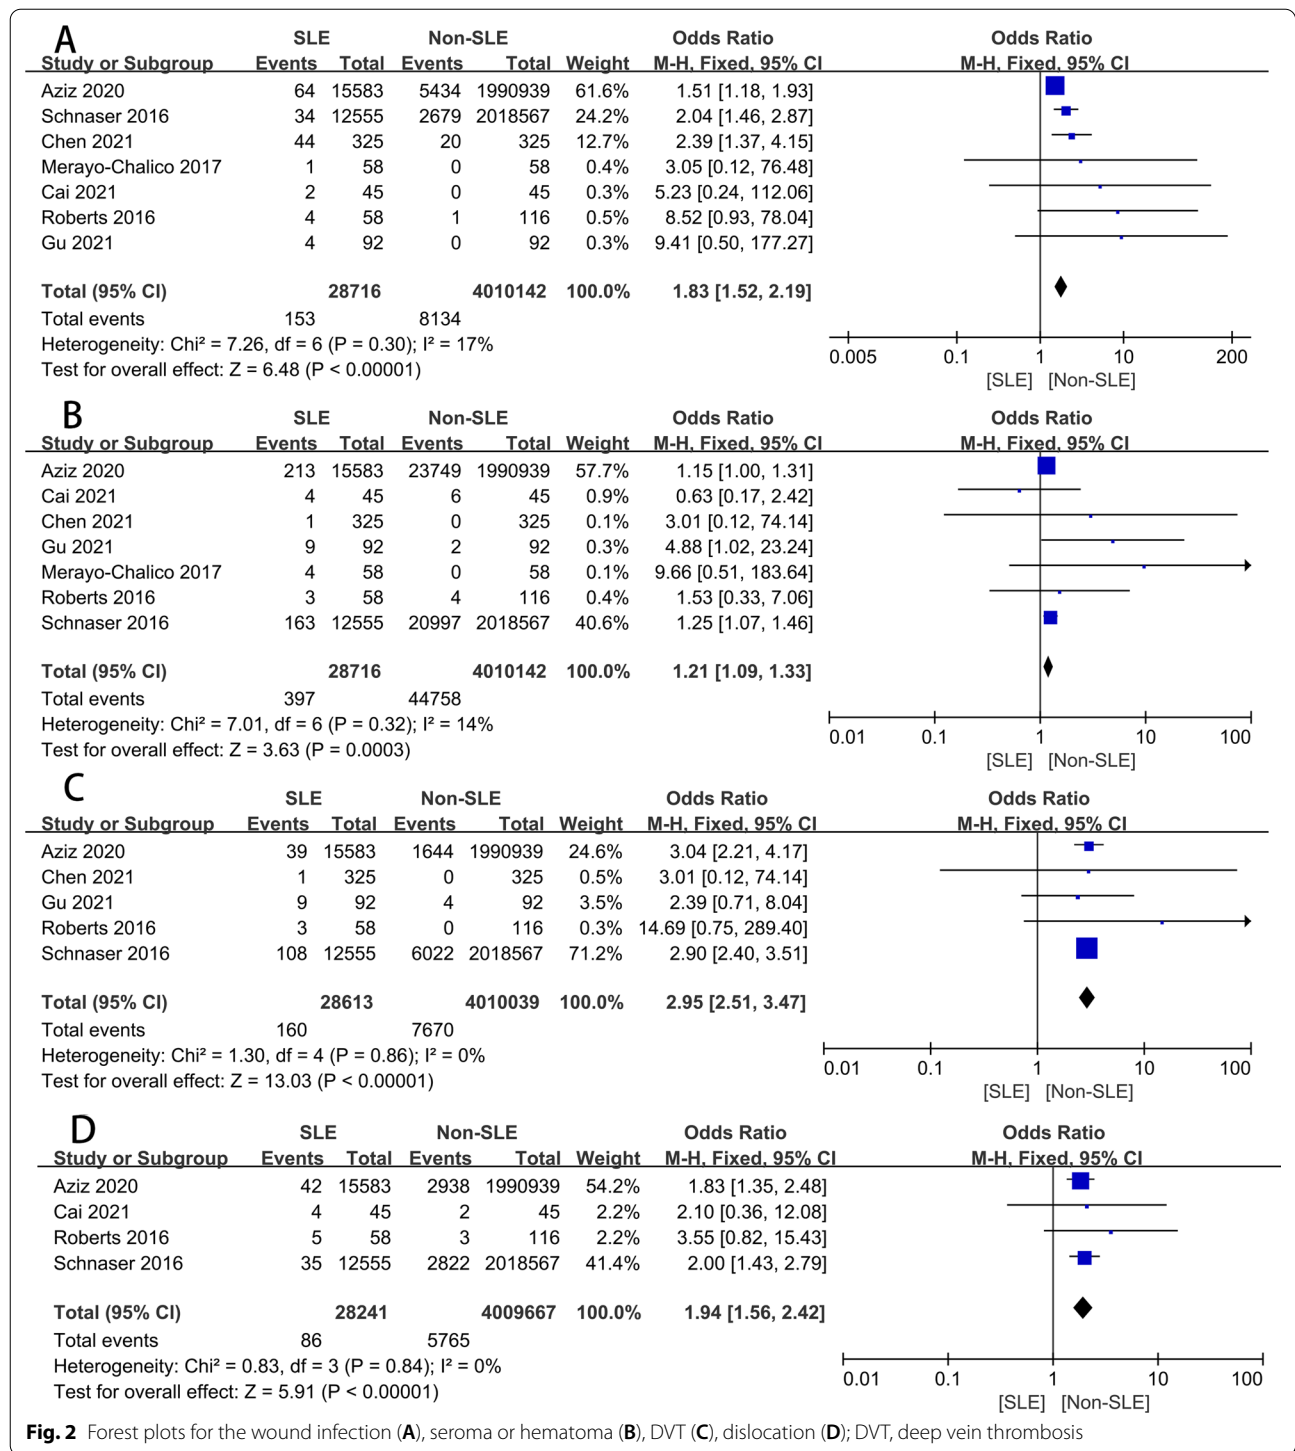 A
SLE Non-SLE Odds Ratio Odds Ratio
Study or Subgroup Events Total Events Total Weight M-H, Fixed, 95% CI M-H, Fixed, 95% CI
Aziz 2020 64 15583 5434 1990939 61.6% 1.51 [1.18, 1.93]
Schnaser 2016 34 12555 2679 2018567 24.2% 2.04 [1.46, 2.87]
Chen 2021 44 325 20 325 12.7% 2.39 [1.37, 4.15]
Merayo-Chalico 2017 1 58 0 58 0.4% 3.05 [0.12, 76.48]
Cai 2021 2 45 0 45 0.3% 5.23 [0.24, 112.06]
Roberts 2016 4 58 1 116 0.5% 8.52 [0.93, 78.04]
Gu 2021 4 92 0 92 0.3% 9.41 [0.50, 177.27]
Total (95% CI) 28716 4010142 100.0% 1.83 [1.52, 2.19]
Total events 153 8134
Heterogeneity: Chi² = 7.26, df = 6 (P = 0.30); I² = 17%
Test for overall effect: Z = 6.48 (P < 0.00001)
0.005 0.1 1 10 200
[SLE] [Non-SLE]
B
SLE Non-SLE Odds Ratio Odds Ratio
Study or Subgroup Events Total Events Total Weight M-H, Fixed, 95% CI M-H, Fixed, 95% CI
Aziz 2020 213 15583 23749 1990939 57.7% 1.15 [1.00, 1.31]
Cai 2021 4 45 6 45 0.9% 0.63 [0.17, 2.42]
Chen 2021 1 325 0 325 0.1% 3.01 [0.12, 74.14]
Gu 2021 9 92 2 92 0.3% 4.88 [1.02, 23.24]
Merayo-Chalico 2017 4 58 0 58 0.1% 9.66 [0.51, 183.64]
Roberts 2016 3 58 4 116 0.4% 1.53 [0.33, 7.06]
Schnaser 2016 163 12555 20997 2018567 40.6% 1.25 [1.07, 1.46]
Total (95% CI) 28716 4010142 100.0% 1.21 [1.09, 1.33]
Total events 397 44758
Heterogeneity: Chi² = 7.01, df = 6 (P = 0.32); I² = 14%
Test for overall effect: Z = 3.63 (P = 0.0003)
0.01 0.1 1 10 100
[SLE] [Non-SLE]
C
SLE Non-SLE Odds Ratio Odds Ratio
Study or Subgroup Events Total Events Total Weight M-H, Fixed, 95% CI M-H, Fixed, 95% CI
Aziz 2020 39 15583 1644 1990939 24.6% 3.04 [2.21, 4.17]
Chen 2021 1 325 0 325 0.5% 3.01 [0.12, 74.14]
Gu 2021 9 92 4 92 3.5% 2.39 [0.71, 8.04]
Roberts 2016 3 58 0 116 0.3% 14.69 [0.75, 289.40]
Schnaser 2016 108 12555 6022 2018567 71.2% 2.90 [2.40, 3.51]
Total (95% CI) 28613 4010039 100.0% 2.95 [2.51, 3.47]
Total events 160 7670
Heterogeneity: Chi² = 1.30, df = 4 (P = 0.86); I² = 0%
Test for overall effect: Z = 13.03 (P < 0.00001)
0.01 0.1 1 10 100
[SLE] [Non-SLE]
D
SLE Non-SLE Odds Ratio Odds Ratio
Study or Subgroup Events Total Events Total Weight M-H, Fixed, 95% CI M-H, Fixed, 95% CI
Aziz 2020 42 15583 2938 1990939 54.2% 1.83 [1.35, 2.48]
Cai 2021 4 45 2 45 2.2% 2.10 [0.36, 12.08]
Roberts 2016 5 58 3 116 2.2% 3.55 [0.82, 15.43]
Schnaser 2016 35 12555 2822 2018567 41.4% 2.00 [1.43, 2.79]
Total (95% CI) 28241 4009667 100.0% 1.94 [1.56, 2.42]
Total events 86 5765
Heterogeneity: Chi² = 0.83, df = 3 (P = 0.84); I² = 0%
Test for overall effect: Z = 5.91 (P < 0.00001)
0.01 0.1 1 10 100
[SLE] [Non-SLE]
Fig. 2 Forest plots for the wound infection (A), seroma or hematoma (B), DVT (C), dislocation (D); DVT, deep vein thrombosis